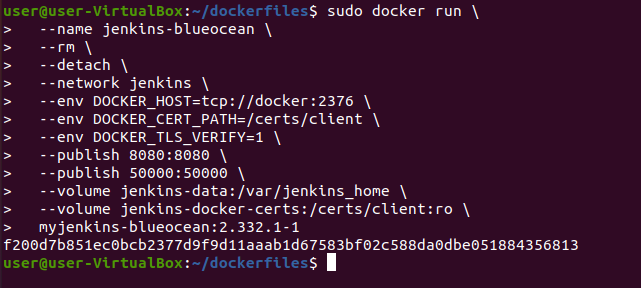 user@user-VirtualBox:~/dockerfiles$ sudo docker run \
>   --name jenkins-blueocean \
>   --rm \
>   --detach \
>   --network jenkins \
>   --env DOCKER_HOST=tcp://docker:2376 \
>   --env DOCKER_CERT_PATH=/certs/client \
>   --env DOCKER_TLS_VERIFY=1 \
>   --publish 8080:8080 \
>   --publish 50000:50000 \
>   --volume jenkins-data:/var/jenkins_home \
>   --volume jenkins-docker-certs:/certs/client:ro \
>   myjenkins-blueocean:2.332.1-1
f200d7b851ec0bcb2377d9f9d11aaab1d67583bf02c588da0dbe051884356813
user@user-VirtualBox:~/dockerfiles$